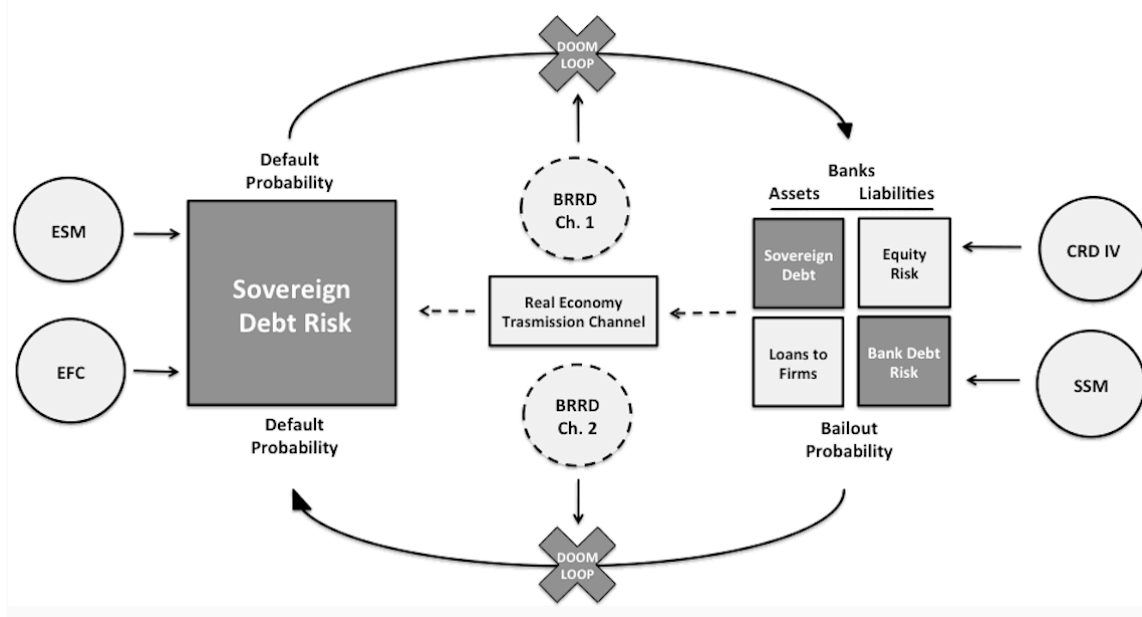 DOOM
LOOP
Default
Probability
BRRD
Ch. 1
Banks
Assets
Liabilities
ESM
Sovereign
Debt Risk
Sovereign
Debt
Equity
Risk
CRD IV
Real Economy
Trasmission Channel
EFC
Loans to
Firms
Bank Debt
Risk
SSM
BRRD
Ch. 2
Default
Probability
Bailout
Probability
DOOM
LOOP